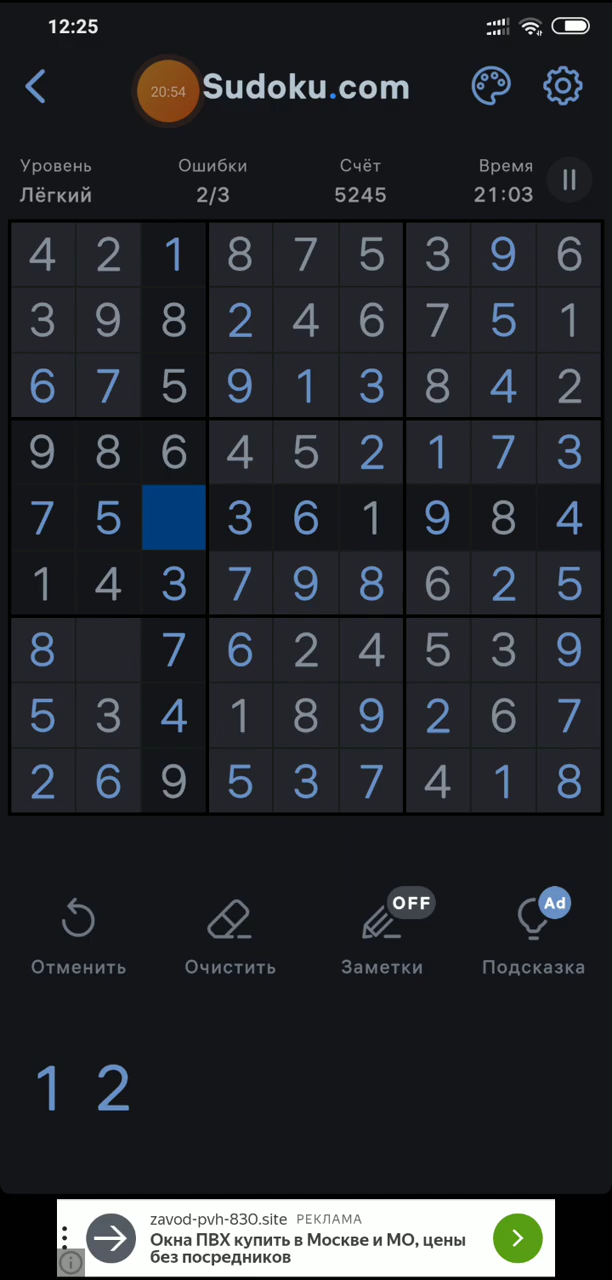 12:25
20:54 Sudoku.com
Уровень Ошибки Счёт Время
Лёгкий 2/3 5245 21:03
4 2 1 8 7 5 3 9 6
3 9 8 2 4 6 7 5 1
6 7 5 9 1 3 8 4 2
9 8 6 4 5 2 1 7 3
7 5 3 6 1 9 8 4
1 4 3 7 9 8 6 2 5
8 7 6 2 4 5 3 9
5 3 4 1 8 9 2 6 7
2 6 9 5 3 7 4 1 8
OFF Ad
Отменить Очистить Заметки Подсказка
1 2
zavod-pvh-830.site РЕКЛАМА
Окна ПВХ купить в Москве и МО, цены
без посредников